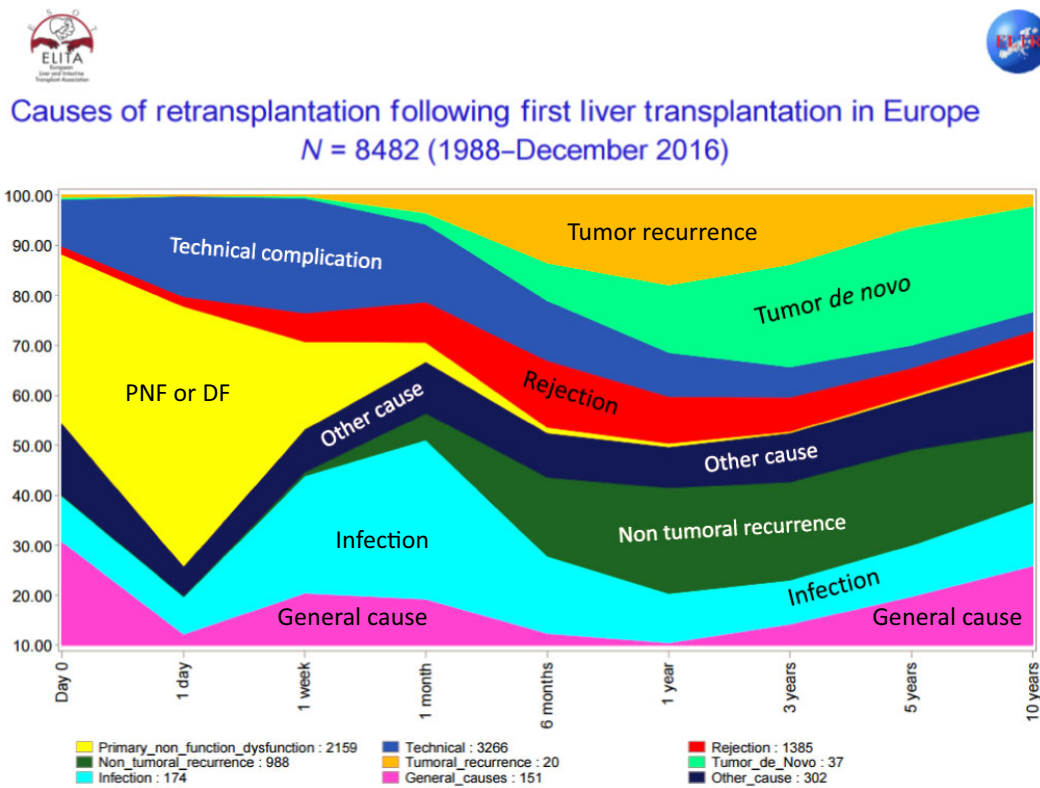 ESOT
ELITA
European
Liver and Intestine
Transplant Association
ELTR
Causes of retransplantation following first liver transplantation in Europe
N = 8482 (1988–December 2016)
100.00
90.00
80.00
70.00
60.00
50.00
40.00
30.00
20.00
10.00
Tumor recurrence
Technical complication
Tumor de novo
PNF or DF
Rejection
Other cause
Other cause
Non tumoral recurrence
Infection
Infection
General cause
General cause
Day 0
1 day
1 week
1 month
6 months
1 year
3 years
5 years
10 years
Primary_non_function_dysfunction : 2159
Technical : 3266
Rejection : 1385
Non_tumoral_recurrence : 988
Tumoral_recurrence : 20
Tumor_de_Novo : 37
Infection : 174
General_causes : 151
Other_cause : 302